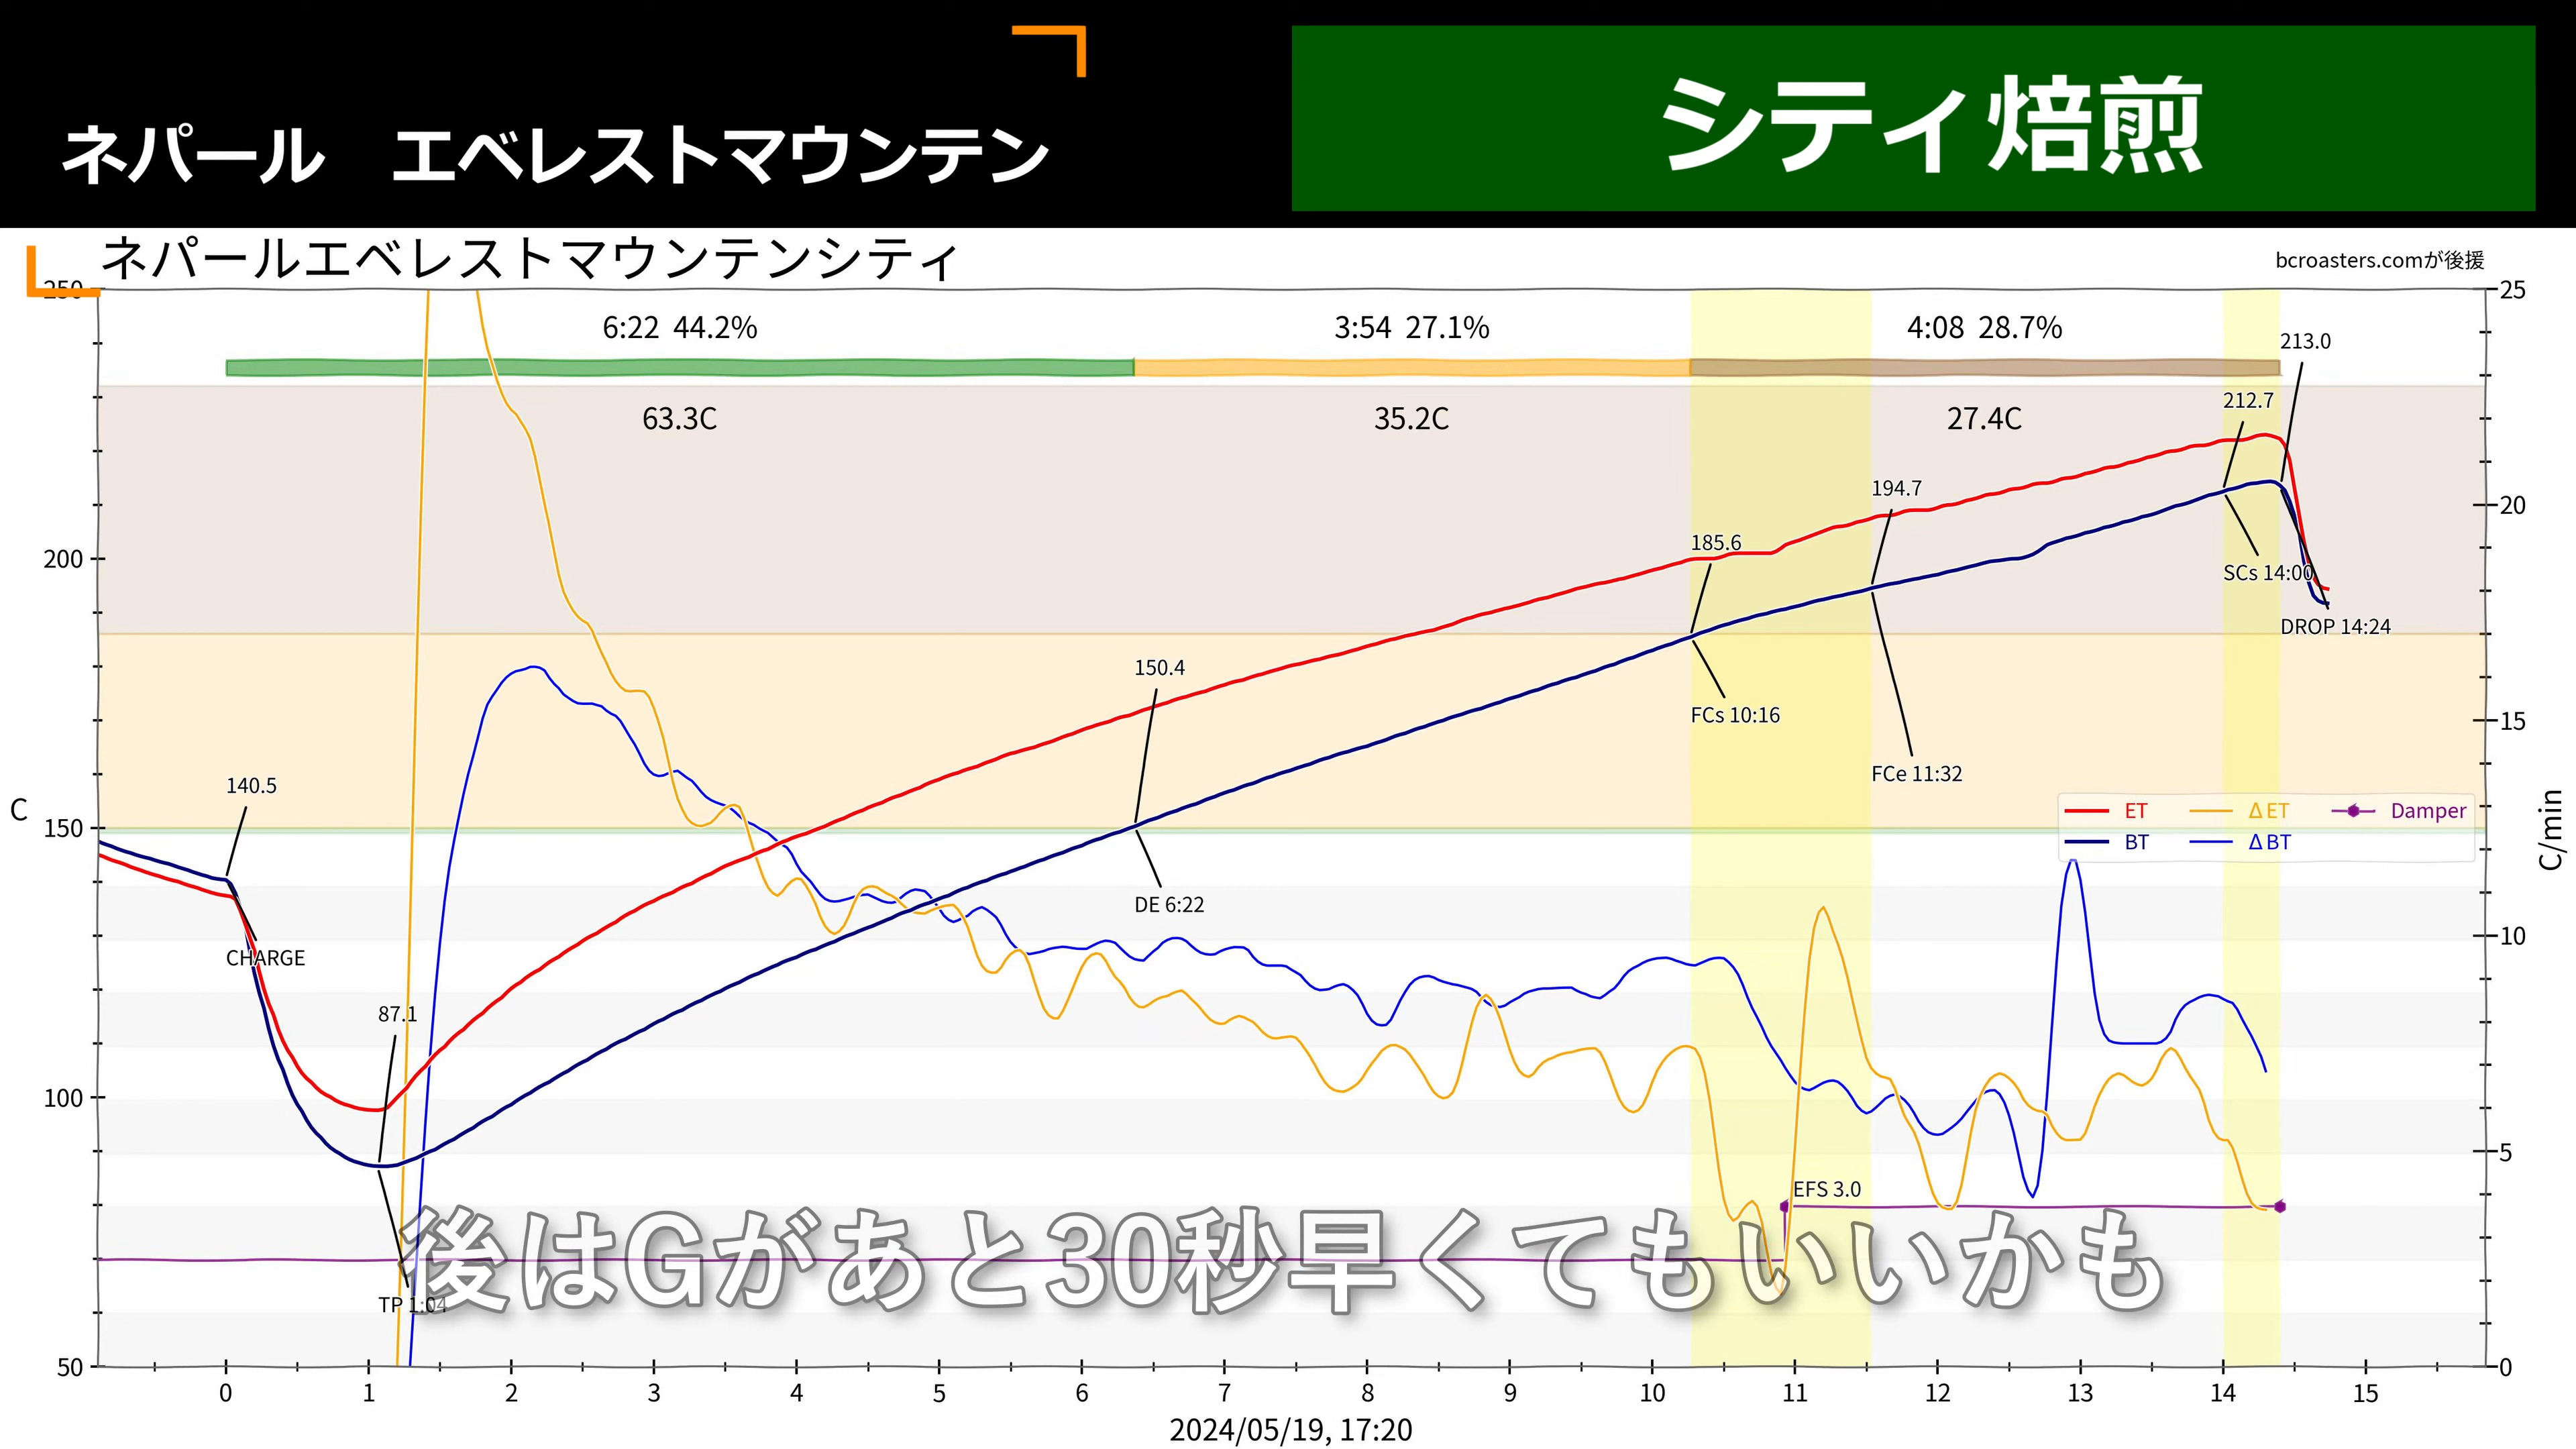 ネパール　エベレストマウンテン
シティ焙煎
ネパールエベレストマウンテンシティ
bcroasters.comが後援
250
25
6:22 44.2%
3:54 27.1%
4:08 28.7%
213.0
212.7
63.3C
35.2C
27.4C
194.7
200
20
185.6
SCs 14:00
DROP 14:24
150.4
FCs 10:16
15
FCe 11:32
140.5
C
150
ET
ΔET
Damper
BT
ΔBT
C/min
DE 6:22
10
CHARGE
87.1
100
5
EFS 3.0
後はGがあと30秒早くてもいいかも
TP 1:04
50
0
0 1 2 3 4 5 6 7 8 9 10 11 12 13 14 15
2024/05/19, 17:20